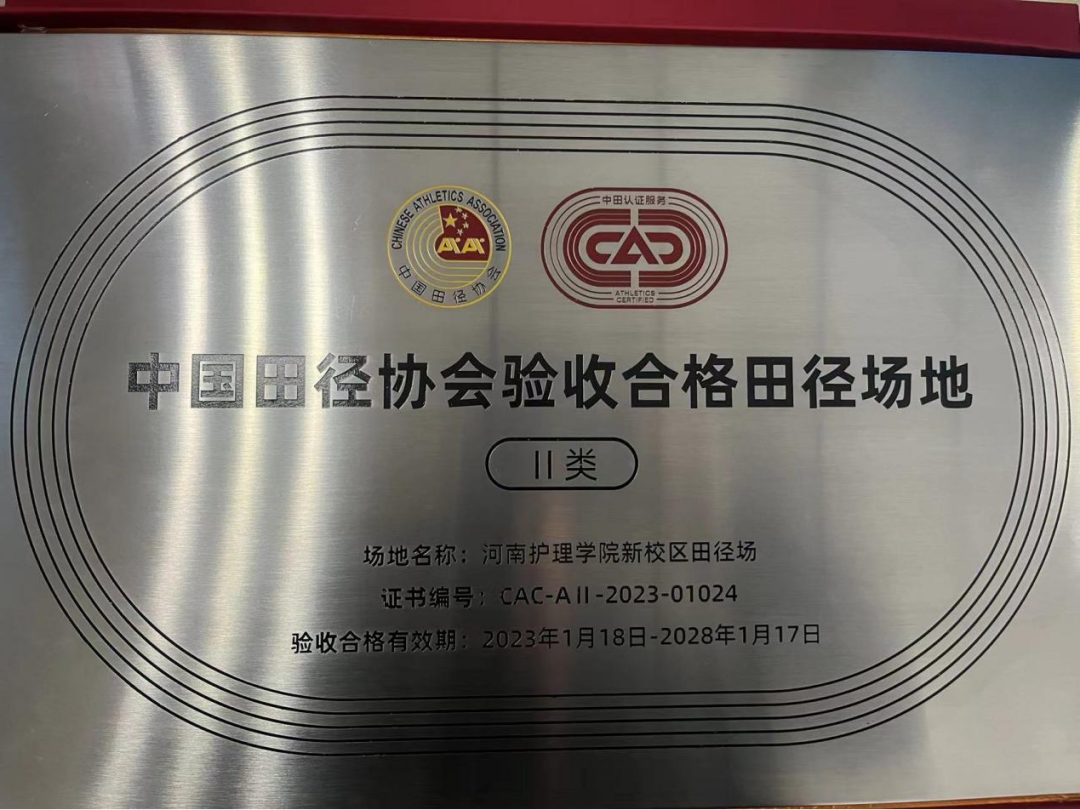 CHINESE ATHLETICS ASSOCIATION
中国田径协会
中田认证服务
CAC
ATHLETICS
CERTIFIED
中国田径协会验收合格田径场地
II类
场地名称：河南护理学院新校区田径场
证书编号：CAC-AII-2023-01024
验收合格有效期：2023年1月18日-2028年1月17日